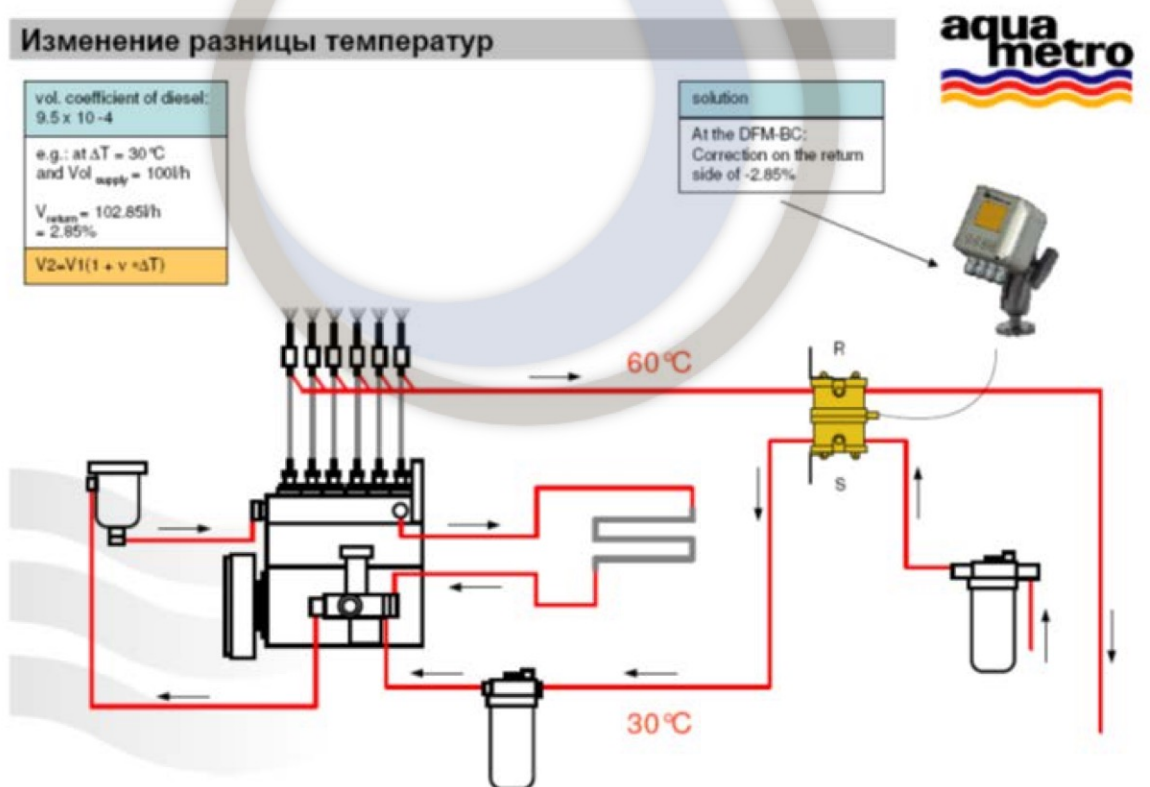 Изменение разницы температур
aqua
metro
vol. coefficient of diesel:
9.5 x 10 -4
e.g.: at ΔT = 30°C
and Vol supply = 100l/h
Vreturn = 102.85l/h
= 2.85%
V2=V1(1 + v *ΔT)
solution
At the DFM-BC:
Correction on the return
side of -2.85%
60°C
R
S
30°C